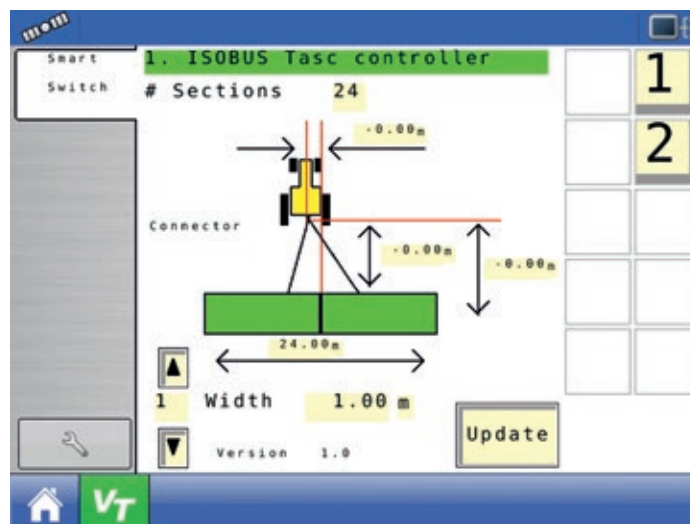 Smart
Switch
1. ISOBUS Tasc controller
# Sections 24
-0.00m
Connector
-0.00m
-0.00m
24.00m
1 Width 1.00 m
Version 1.0
Update
1
2
VT